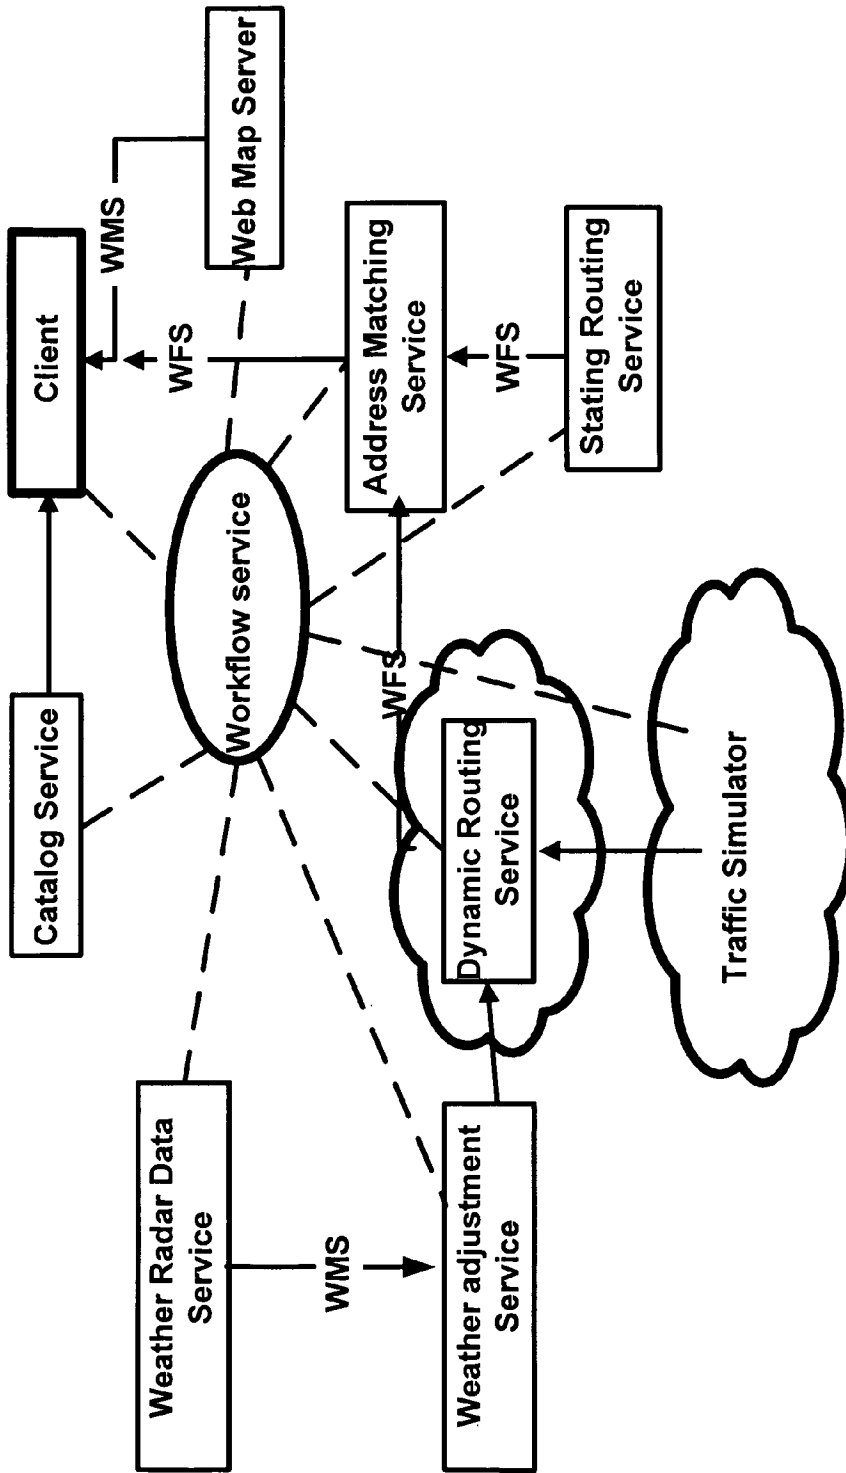 Weather Radar Data
Service
Catalog Service
Client
WMS
Web Map Server
Workflow service
WFS
WMS
Address Matching
Service
WFS
WFS
Weather adjustment
Service
Dynamic Routing
Service
Stating Routing
Service
Traffic Simulator